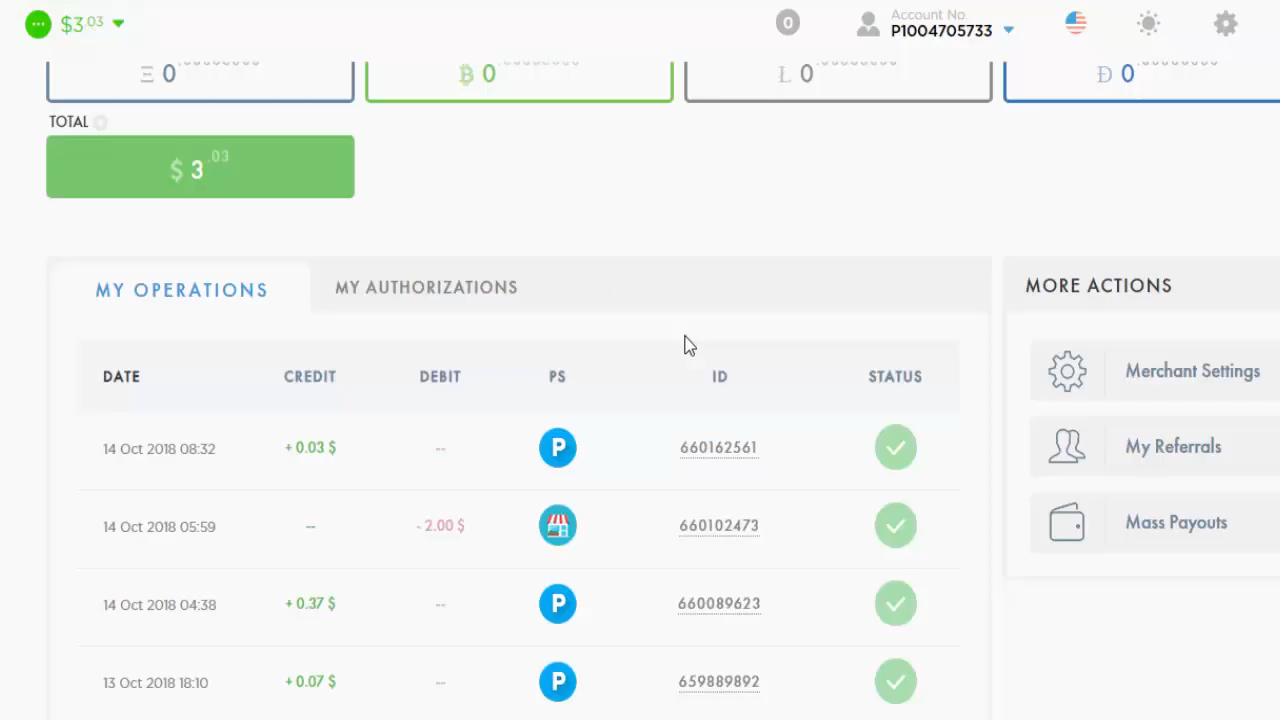 $3.03
0
Account No.
P1004705733
Ξ 0
₿ 0
Ł 0
Đ 0
TOTAL
$ 3.03
MY OPERATIONS
MY AUTHORIZATIONS
MORE ACTIONS
DATE CREDIT DEBIT PS ID STATUS
Merchant Settings
14 Oct 2018 08:32 + 0.03 $ -- P 660162561
My Referrals
14 Oct 2018 05:59 -- - 2.00 $ 660102473
Mass Payouts
14 Oct 2018 04:38 + 0.37 $ -- P 660089623
13 Oct 2018 18:10 + 0.07 $ -- P 659889892